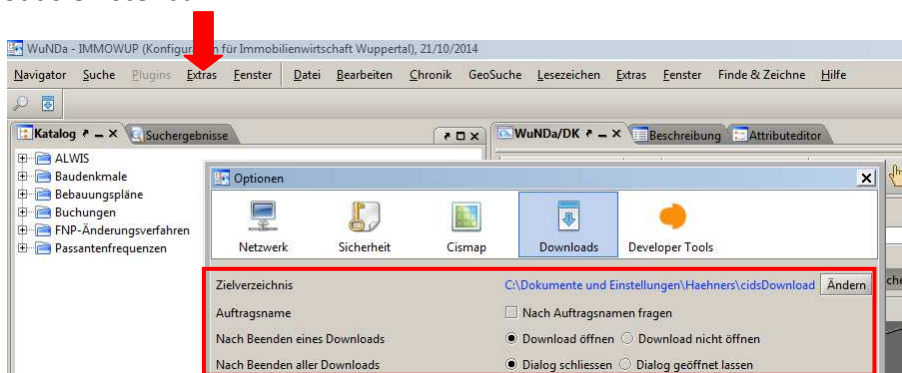 WuNDa - IMMOWUP (Konfiguration für Immobilienwirtschaft Wuppertal), 21/10/2014
Navigator Suche Plugins Extras Fenster Datei Bearbeiten Chronik GeoSuche Lesezeichen Extras Fenster Finde & Zeichne Hilfe
Katalog Suchergebnisse WuNDa/DK Beschreibung Attributeditor
ALWIS
Baudenkmale
Bebauungspläne
Buchungen
FNP-Änderungsverfahren
Passantenfrequenzen
Optionen
Netzwerk Sicherheit Cismap Downloads Developer Tools
Zielverzeichnis C:\Dokumente und Einstellungen\Haehners\cidsDownload Ändern
Auftragsname Nach Auftragsnamen fragen
Nach Beenden eines Downloads Download öffnen Download nicht öffnen
Nach Beenden aller Downloads Dialog schliessen Dialog geöffnet lassen